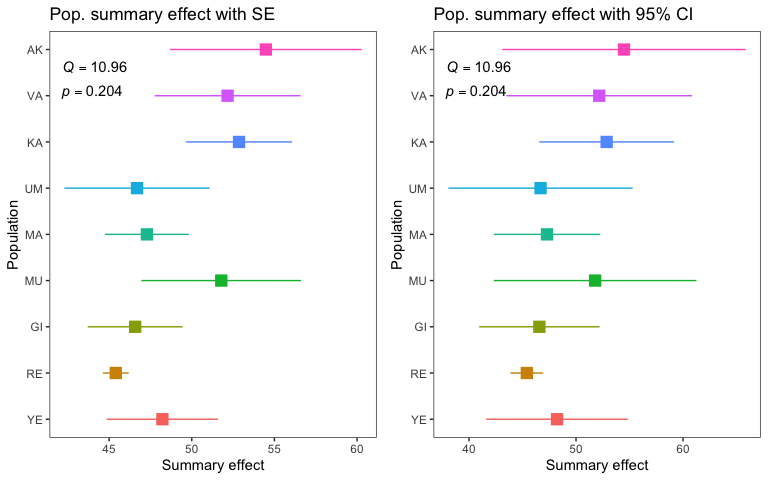 Pop. summary effect with SE
AK
Q = 10.96
VA
p = 0.204
KA
UM
MA
MU
GI
RE
YE
Population
45 50 55 60
Summary effect
Pop. summary effect with 95% CI
AK
Q = 10.96
VA
p = 0.204
KA
UM
MA
MU
GI
RE
YE
Population
40 50 60
Summary effect